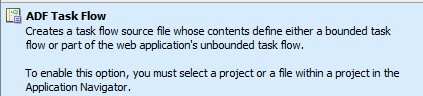 ADF Task Flow
Creates a task flow source file whose contents define either a bounded task
flow or part of the web application's unbounded task flow.
To enable this option, you must select a project or a file within a project in the
Application Navigator.